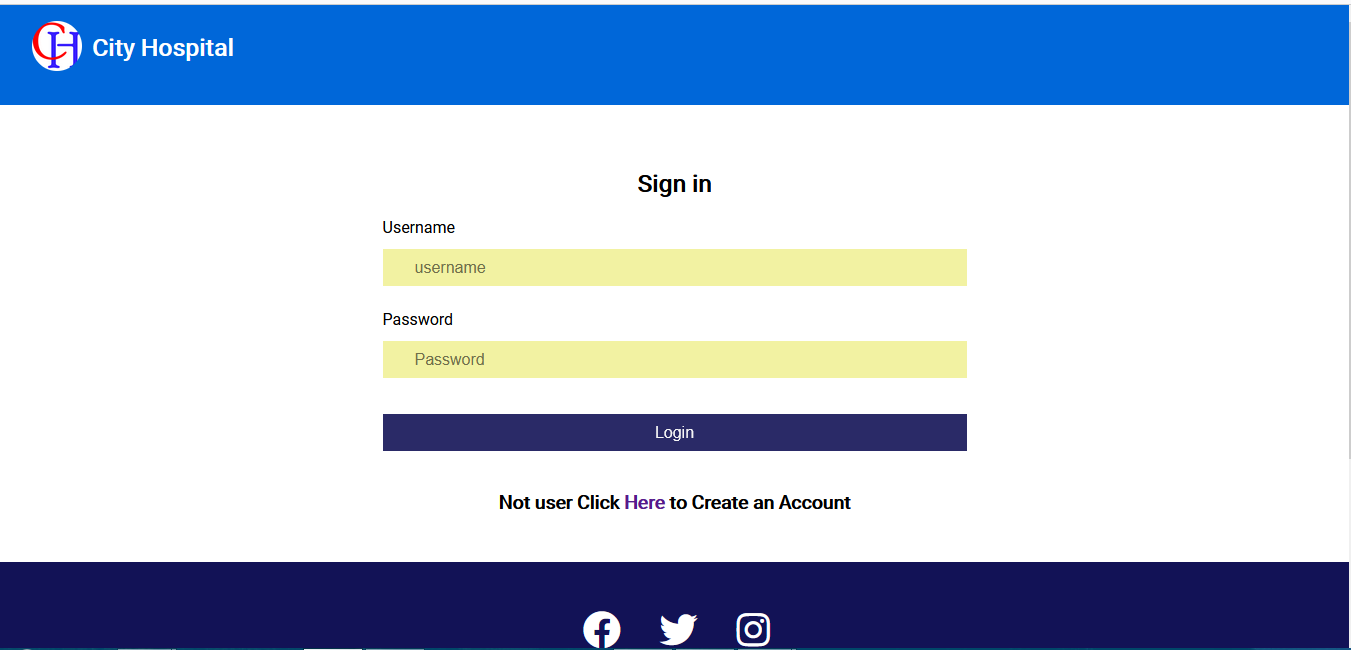 CH City Hospital
Sign in
Username
username
Password
Password
Login
Not user Click Here to Create an Account